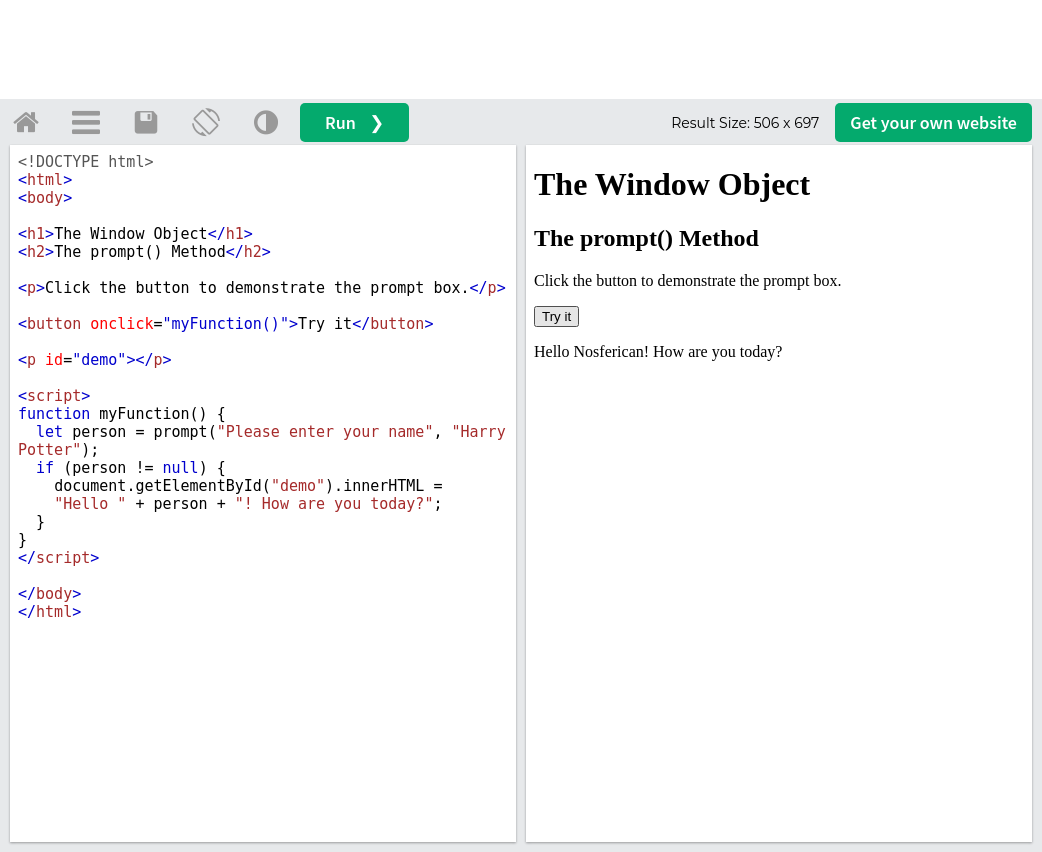 Run ❯
Result Size: 506 x 697
Get your own website
<!DOCTYPE html>
<html>
<body>
<h1>The Window Object</h1>
<h2>The prompt() Method</h2>
<p>Click the button to demonstrate the prompt box.</p>
<button onclick="myFunction()">Try it</button>
<p id="demo"></p>
<script>
function myFunction() {
  let person = prompt("Please enter your name", "Harry
Potter");
  if (person != null) {
    document.getElementById("demo").innerHTML =
    "Hello " + person + "! How are you today?";
  }
}
</script>
</body>
</html>
The Window Object
The prompt() Method
Click the button to demonstrate the prompt box.
Try it
Hello Nosferican! How are you today?